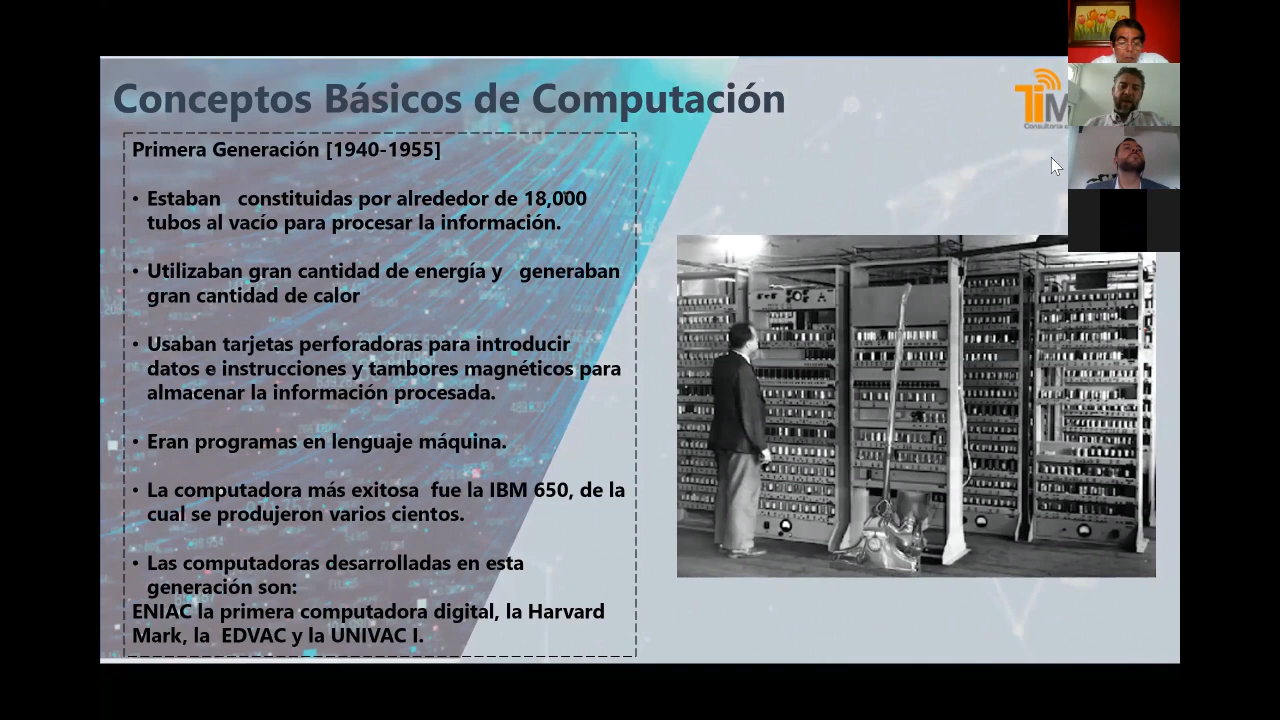 Conceptos Básicos de Computación
TiM
Consultoría
Primera Generación [1940-1955]
• Estaban constituidas por alrededor de 18,000
tubos al vacío para procesar la información.
• Utilizaban gran cantidad de energía y generaban
gran cantidad de calor
• Usaban tarjetas perforadoras para introducir
datos e instrucciones y tambores magnéticos para
almacenar la información procesada.
• Eran programas en lenguaje máquina.
• La computadora más exitosa fue la IBM 650, de la
cual se produjeron varios cientos.
• Las computadoras desarrolladas en esta
generación son:
ENIAC la primera computadora digital, la Harvard
Mark, la EDVAC y la UNIVAC I.